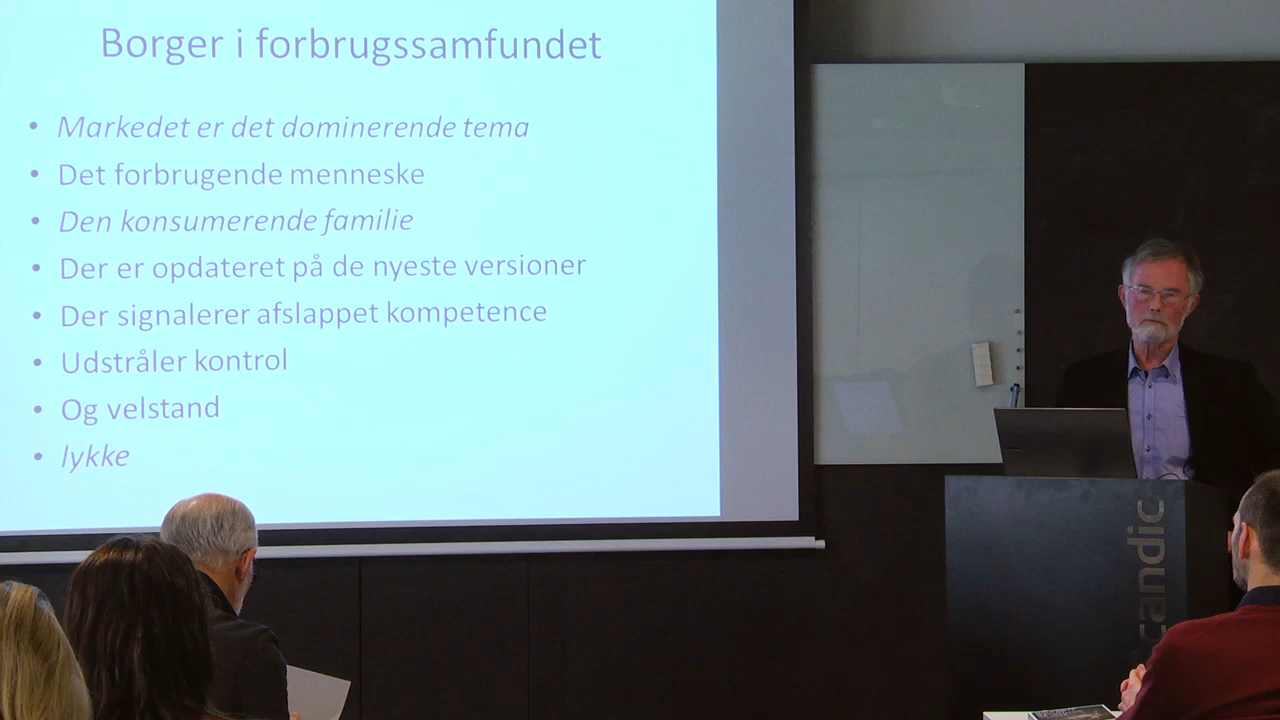 Borger i forbrugssamfundet
• Markedet er det dominerende tema
• Det forbrugende menneske
• Den konsumerende familie
• Der er opdateret på de nyeste versioner
• Der signalerer afslappet kompetence
• Udstråler kontrol
• Og velstand
• lykke
candic